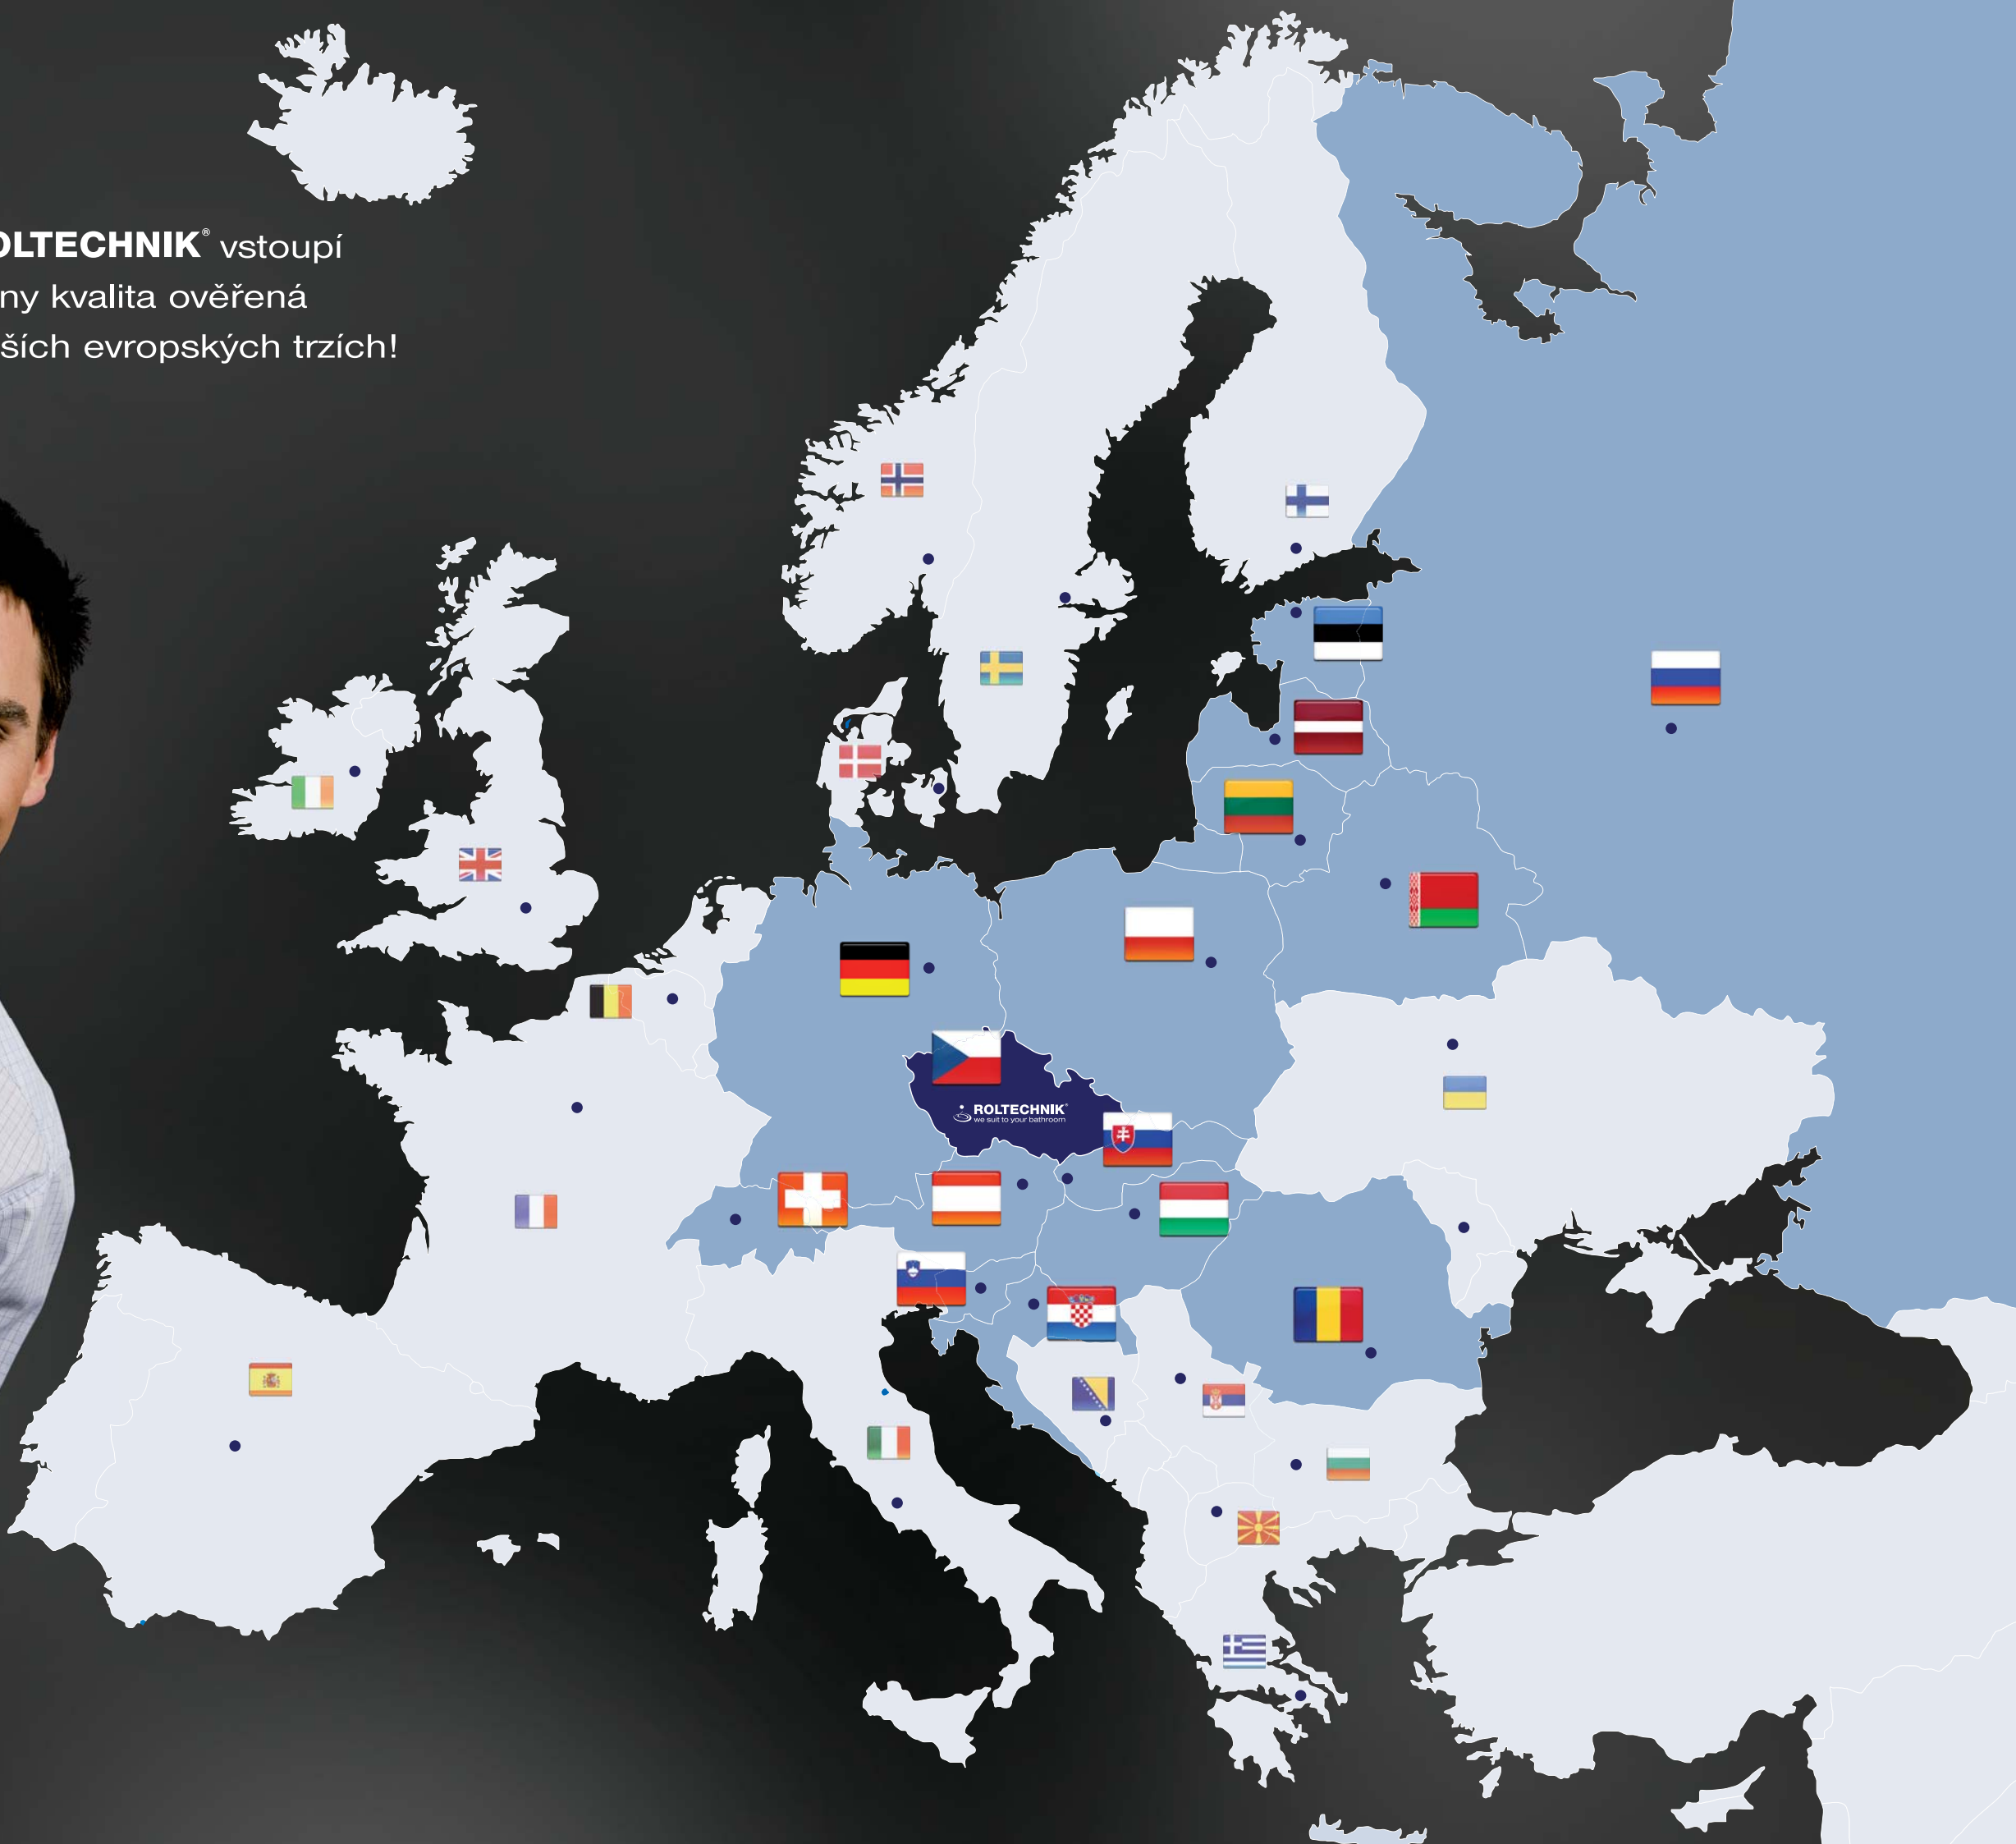 OLTECHNIK® vstoupí
ny kvalita ověřená
ších evropských trzích!
ROLTECHNIK®
we suit to your bathroom